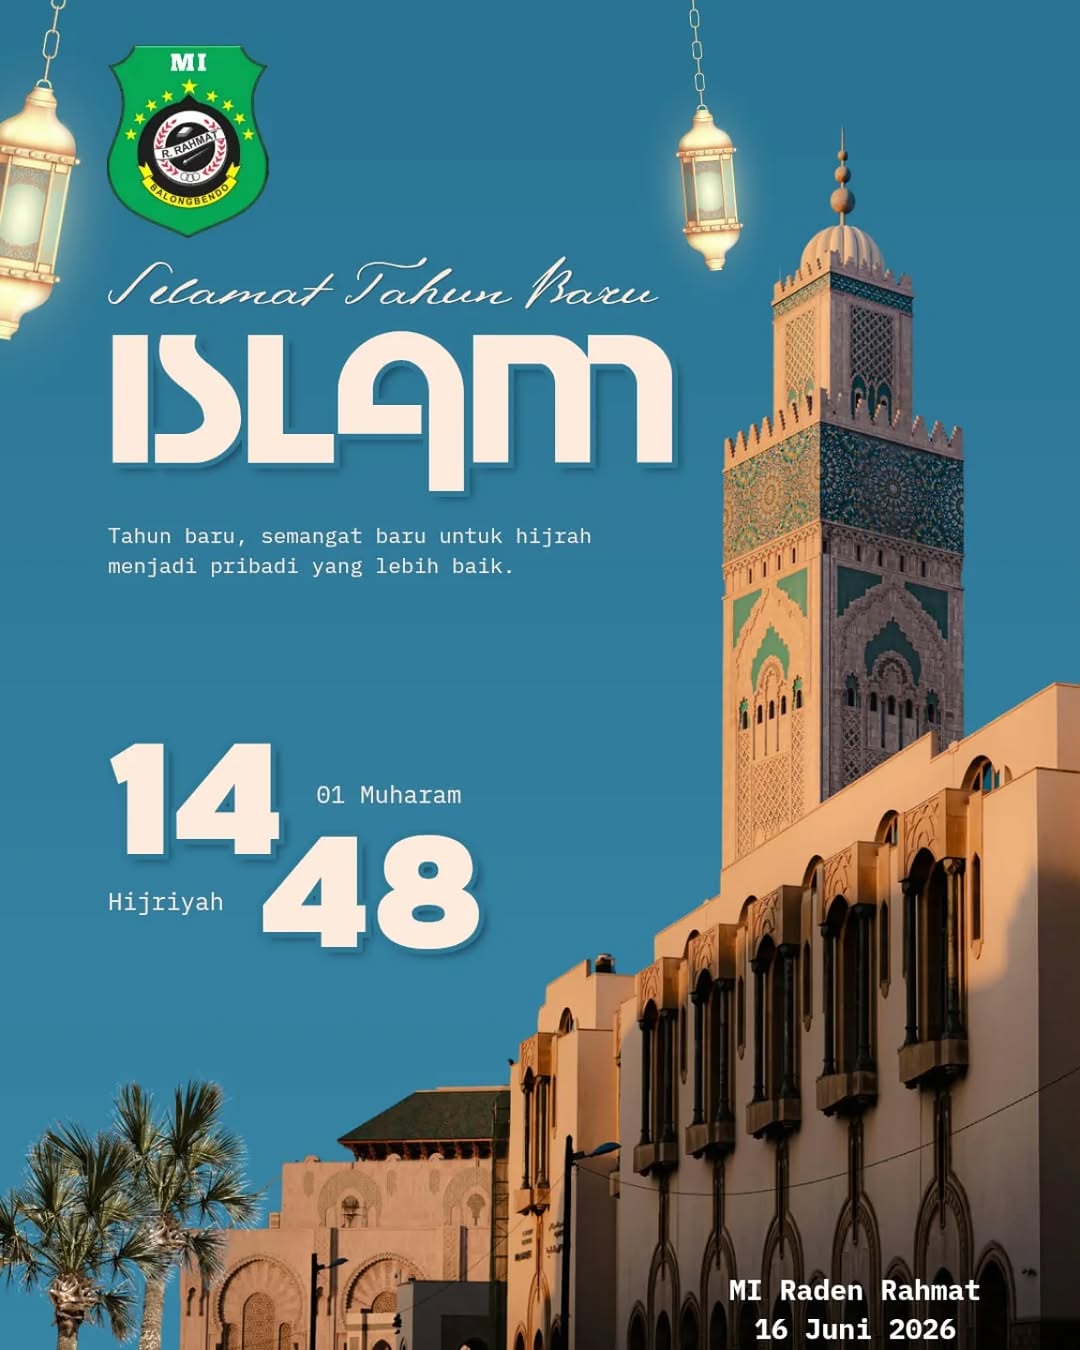 MI
R. RAHMAT
BALONGBENDO
Selamat Tahun Baru
ISLAM
Tahun baru, semangat baru untuk hijrah
menjadi pribadi yang lebih baik.
14
01 Muharam
48
Hijriyah
MI Raden Rahmat
16 Juni 2026